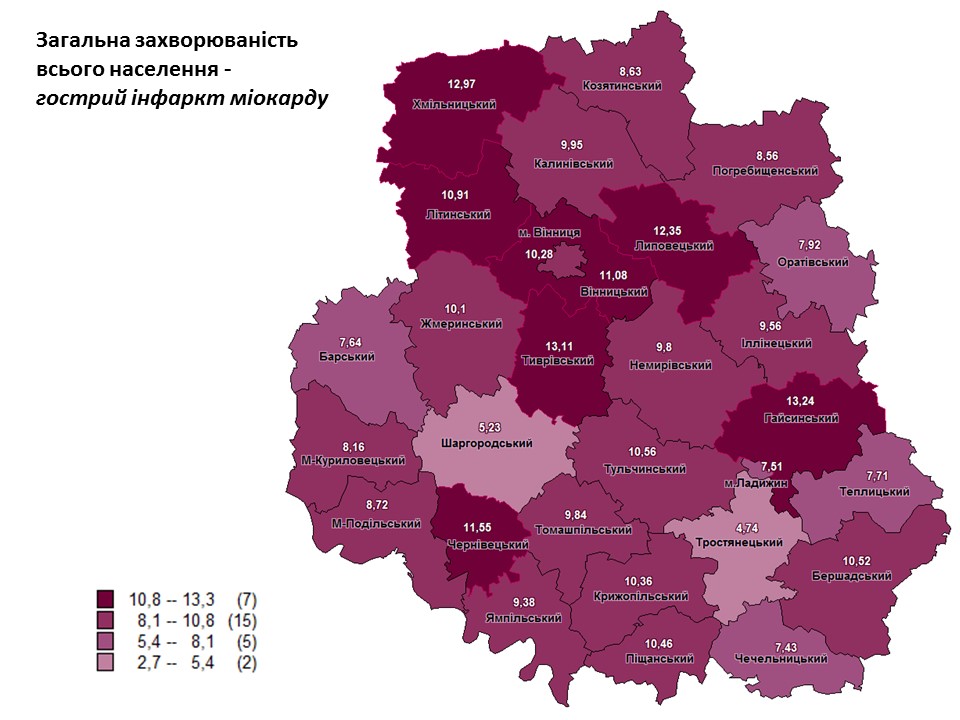 Загальна захворюваність
всього населення -
гострий інфаркт міокарду
12,97
Хмільницький
8,63
Козятинський
9,95
Калинівський
8,56
Погребищенський
10,91
Літинський
м. Вінниця
10,28
12,35
Липовецький
7,92
Оратівський
11,08
Вінницький
10,1
Жмеринський
7,64
Барський
13,11
Тиврівський
9,8
Немирівський
9,56
Іллінецький
13,24
Гайсинський
5,23
Шаргородський
8,16
М-Куриловецький
10,56
Тульчинський
7,51
м.Ладижин
7,71
Теплицький
8,72
М-Подільський
11,55
Чернівецький
9,84
Томашпільський
4,74
Тростянецький
10,52
Бершадський
10,36
Крижопільський
9,38
Ямпільський
10,46
Піщанський
7,43
Чечельницький
10,8 -- 13,3 (7)
8,1 -- 10,8 (15)
5,4 -- 8,1 (5)
2,7 -- 5,4 (2)